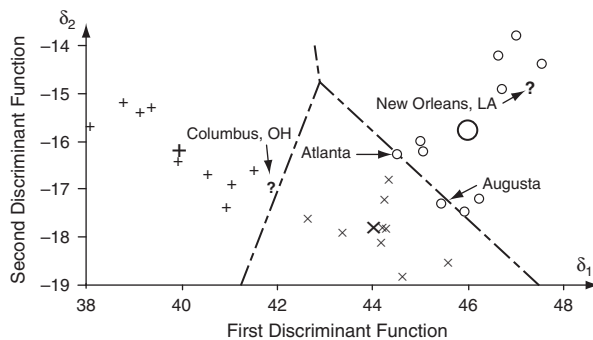 δ2
−14
−15
−16
−17
−18
−19
Second Discriminant Function
?
New Orleans, LA
Columbus, OH
Atlanta
?
Augusta
δ1
38 40 42 44 46 48
First Discriminant Function